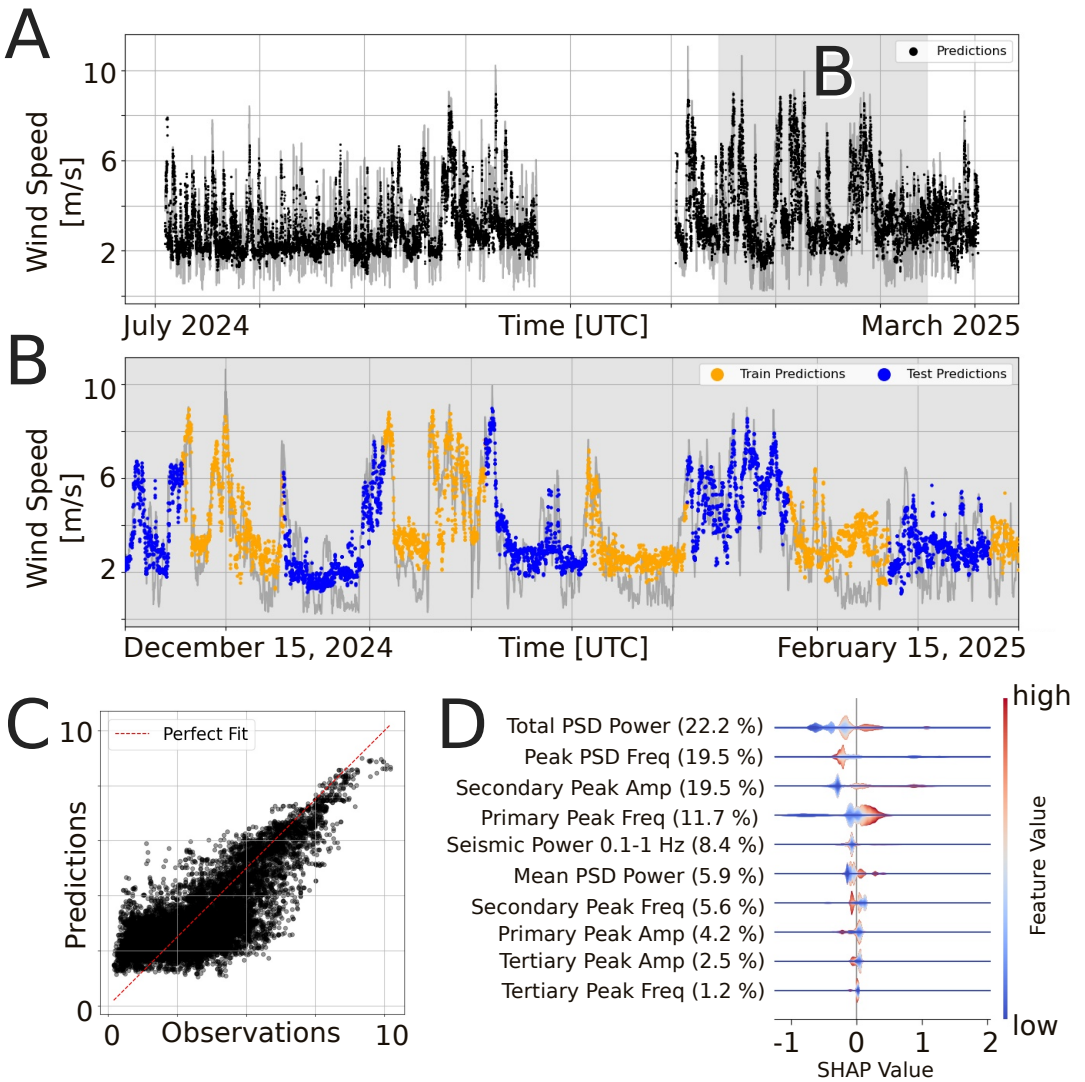 A
10
6
2
Wind Speed
[m/s]
Predictions
B
July 2024
Time [UTC]
March 2025
B
10
6
2
Wind Speed
[m/s]
Train Predictions
Test Predictions
December 15, 2024
Time [UTC]
February 15, 2025
C
10
0
Predictions
Perfect Fit
0
Observations
10
D
Total PSD Power (22.2 %)
Peak PSD Freq (19.5 %)
Secondary Peak Amp (19.5 %)
Primary Peak Freq (11.7 %)
Seismic Power 0.1-1 Hz (8.4 %)
Mean PSD Power (5.9 %)
Secondary Peak Freq (5.6 %)
Primary Peak Amp (4.2 %)
Tertiary Peak Amp (2.5 %)
Tertiary Peak Freq (1.2 %)
-1
0
1
2
SHAP Value
high
Feature Value
low